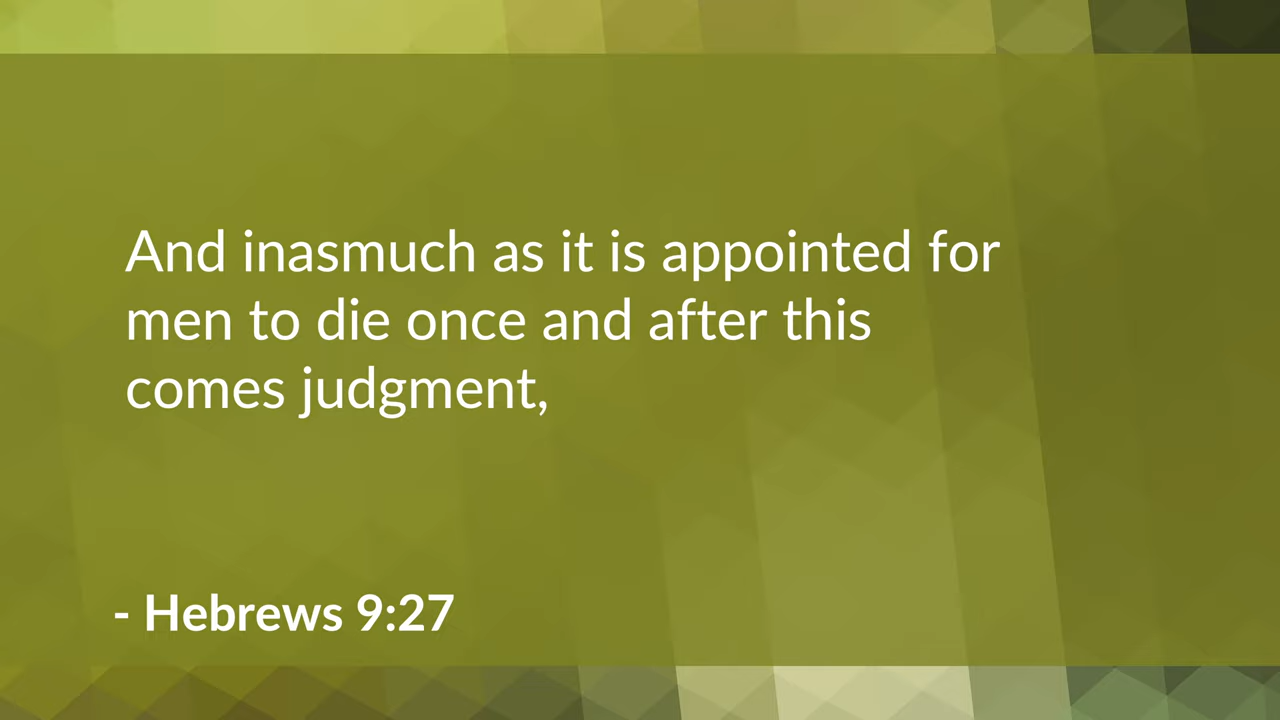 And inasmuch as it is appointed for
men to die once and after this
comes judgment,
- Hebrews 9:27